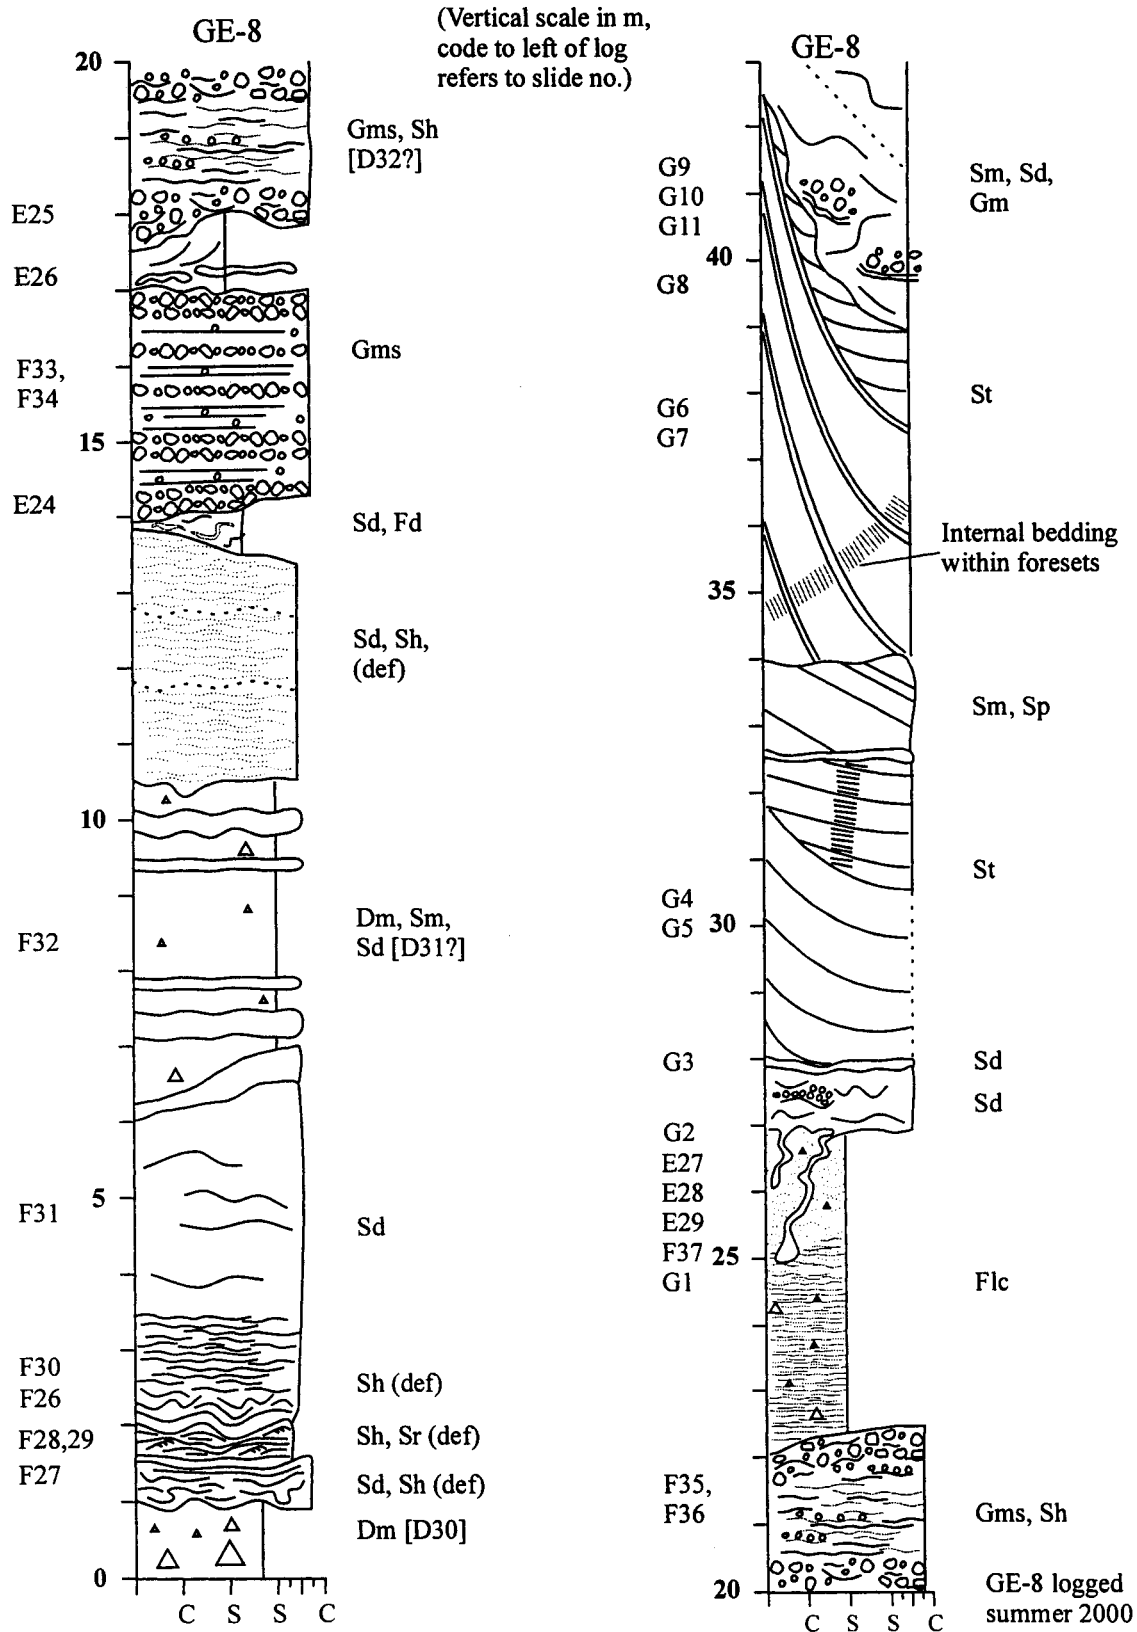 GE-8
(Vertical scale in m,
code to left of log
refers to slide no.)
20
Gms, Sh
[D32?]
E25
E26
Gms
F33,
F34
15
E24
Sd, Fd
Sd, Sh,
(def)
10
F32
Dm, Sm,
Sd [D31?]
5
F31
Sd
F30
F26
Sh (def)
F28,29
Sh, Sr (def)
F27
Sd, Sh (def)
Dm [D30]
0
C S S C
GE-8
G9
G10
G11
Sm, Sd,
Gm
40
G8
St
G6
G7
Internal bedding
within foresets
35
Sm, Sp
St
G4
G5
30
G3
Sd
Sd
G2
E27
E28
E29
F37
25
G1
Flc
F35,
F36
Gms, Sh
20
GE-8 logged
summer 2000
C S S C